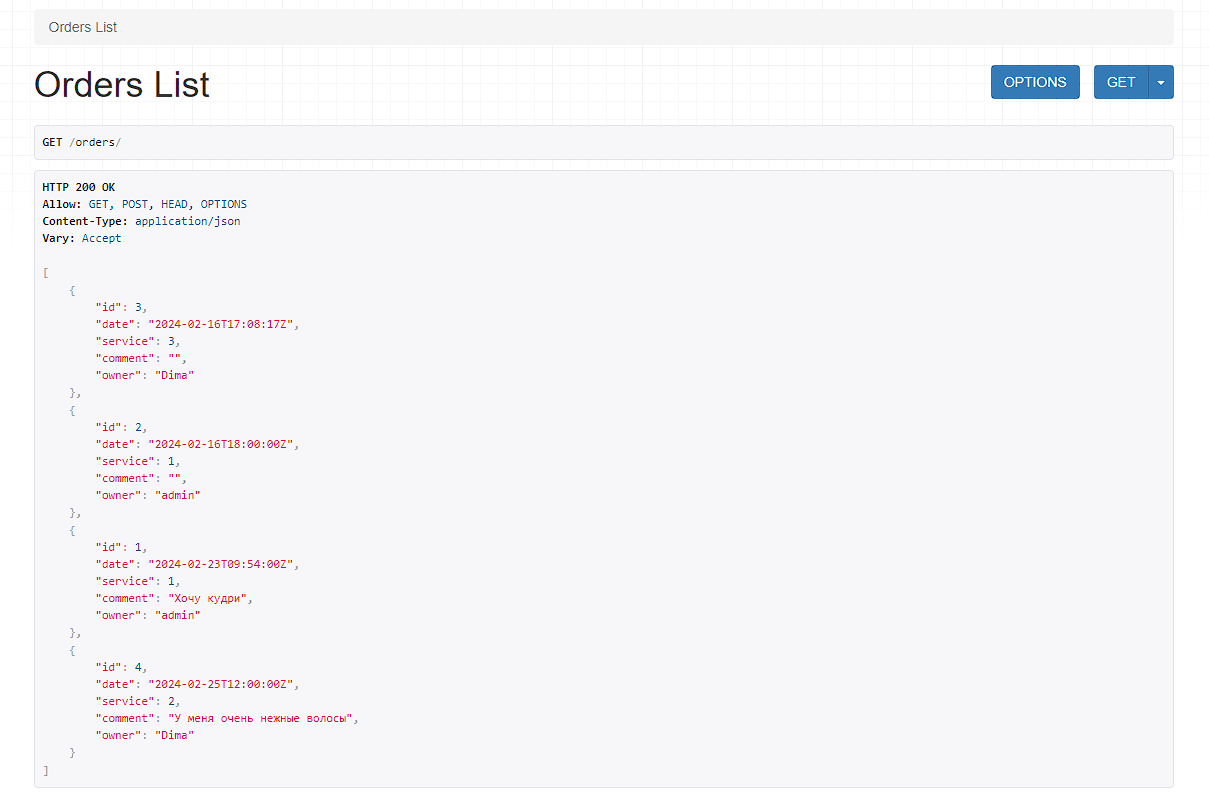 Orders List
Orders List
OPTIONS
GET
GET /orders/
HTTP 200 OK
Allow: GET, POST, HEAD, OPTIONS
Content-Type: application/json
Vary: Accept
[
    {
        "id": 3,
        "date": "2024-02-16T17:08:17Z",
        "service": 3,
        "comment": "",
        "owner": "Dima"
    },
    {
        "id": 2,
        "date": "2024-02-16T18:00:00Z",
        "service": 1,
        "comment": "",
        "owner": "admin"
    },
    {
        "id": 1,
        "date": "2024-02-23T09:54:00Z",
        "service": 1,
        "comment": "Хочу кудри",
        "owner": "admin"
    },
    {
        "id": 4,
        "date": "2024-02-25T12:00:00Z",
        "service": 2,
        "comment": "У меня очень нежные волосы",
        "owner": "Dima"
    }
]